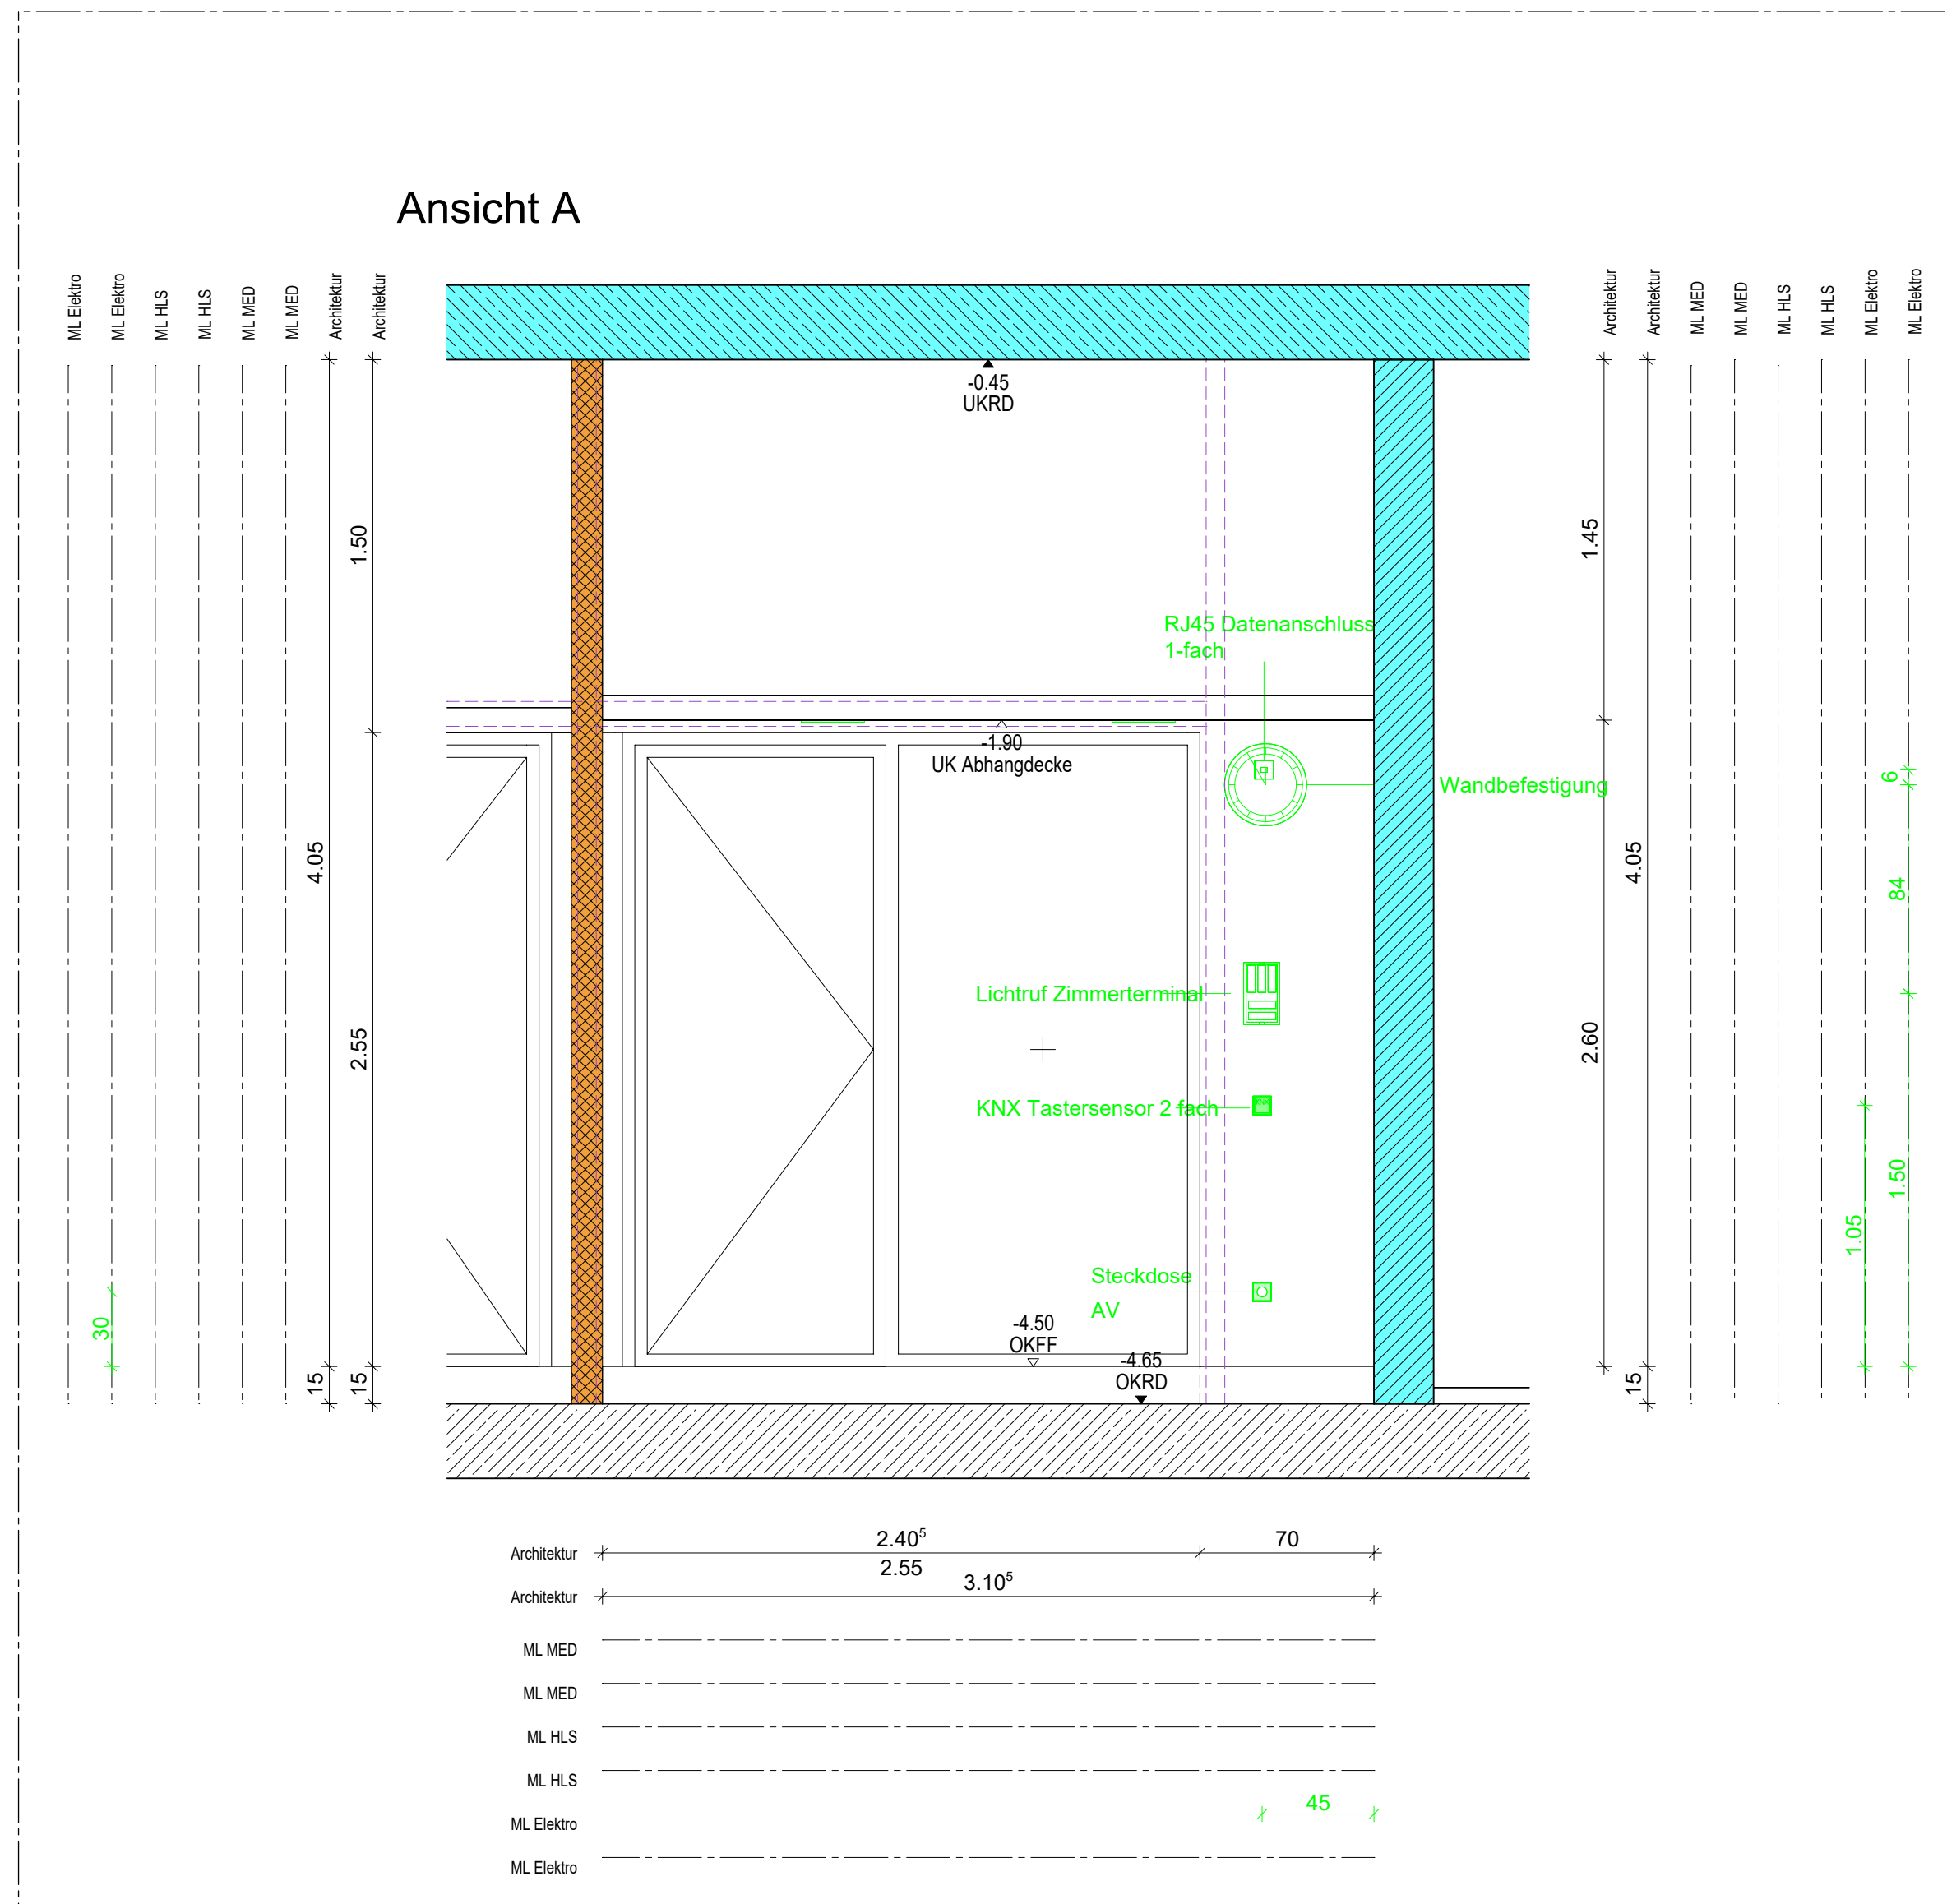 Ansicht A
ML Elektro
ML Elektro
ML HLS
ML HLS
ML MED
ML MED
Architektur
Architektur
Architektur
Architektur
ML MED
ML MED
ML HLS
ML HLS
ML Elektro
ML Elektro
-0.45
UKRD
1.50
1.45
RJ45 Datenanschluss
1-fach
-1.90
UK Abhangdecke
Wandbefestigung
6
4.05
4.05
84
Lichtruf Zimmerterminal
2.55
2.60
KNX Tastersensor 2 fach
KNX
1.50
1.05
Steckdose
AV
30
-4.50
OKFF
-4.65
OKRD
15
15
15
Architektur
2.40⁵
70
2.55
Architektur
3.10⁵
ML MED
ML MED
ML HLS
ML HLS
ML Elektro
45
ML Elektro